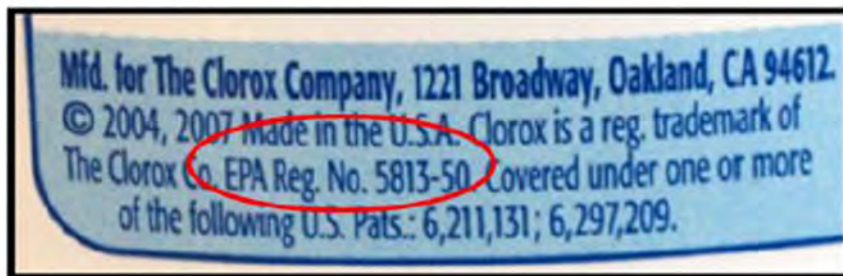 Mfd. for The Clorox Company, 1221 Broadway, Oakland, CA 94612.
© 2004, 2007 Made in the U.S.A. Clorox is a reg. trademark of
The Clorox Co. EPA Reg. No. 5813-50. Covered under one or more
of the following U.S. Pats.: 6,211,131; 6,297,209.